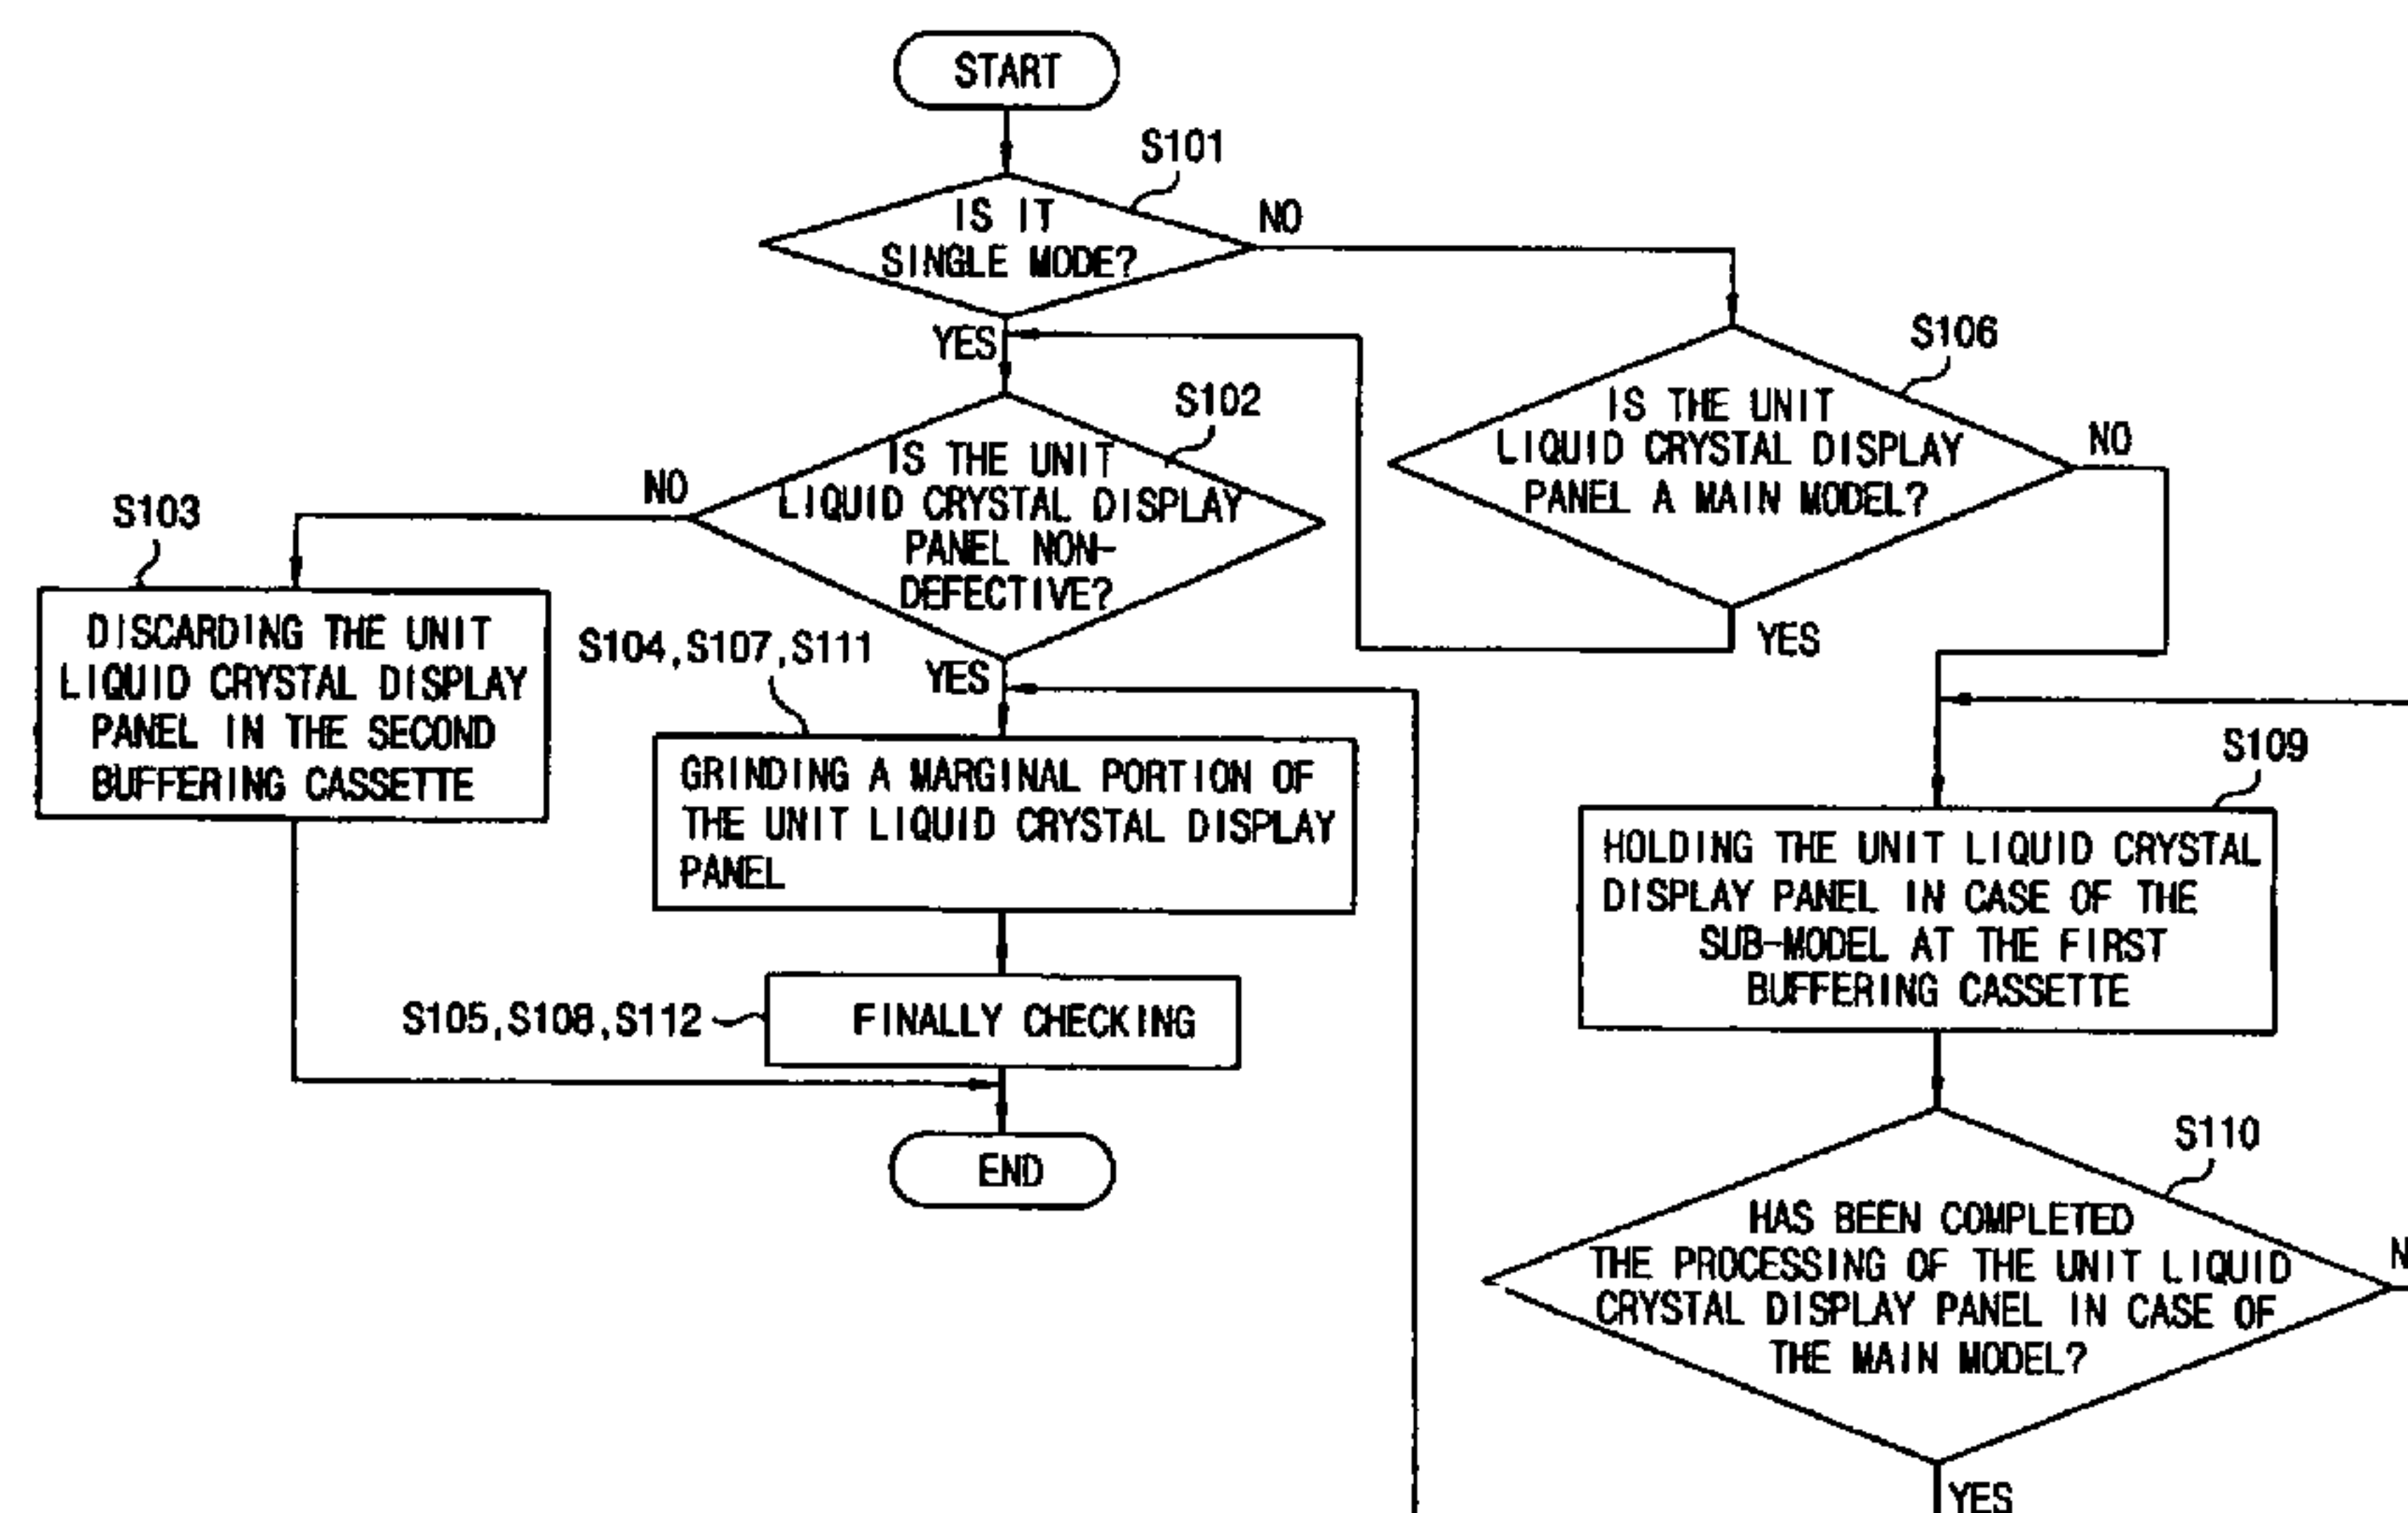 START
S101
IS IT
SINGLE MODE?
NO
YES
S106
IS THE UNIT
LIQUID CRYSTAL DISPLAY
PANEL A MAIN MODEL?
NO
YES
S102
IS THE UNIT
LIQUID CRYSTAL DISPLAY
PANEL NON-
DEFECTIVE?
NO
YES
S103
DISCARDING THE UNIT
LIQUID CRYSTAL DISPLAY
PANEL IN THE SECOND
BUFFERING CASSETTE
S104,S107,S111
GRINDING A MARGINAL PORTION OF
THE UNIT LIQUID CRYSTAL DISPLAY
PANEL
S105,S108,S112
FINALLY CHECKING
END
S109
HOLDING THE UNIT LIQUID CRYSTAL
DISPLAY PANEL IN CASE OF THE
SUB-MODEL AT THE FIRST
BUFFERING CASSETTE
S110
HAS BEEN COMPLETED
THE PROCESSING OF THE UNIT LIQUID
CRYSTAL DISPLAY PANEL IN CASE OF
THE MAIN MODEL?
YES